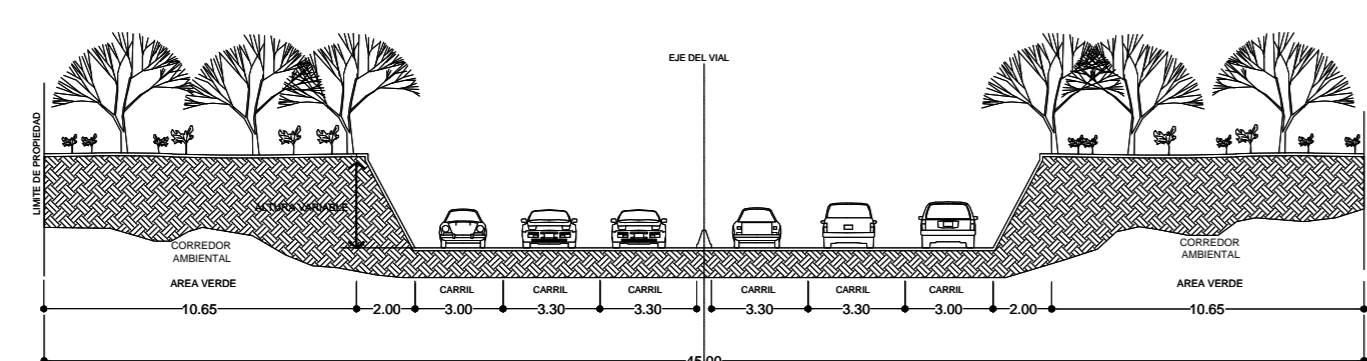 EJE DEL VIAL
LIMITE DE PROPIEDAD
ALTURA VARIABLE
CORREDOR
AMBIENTAL
CORREDOR
AMBIENTAL
AREA VERDE
CARRIL
CARRIL
CARRIL
CARRIL
CARRIL
CARRIL
AREA VERDE
10.65
2.00
3.00
3.30
3.30
3.30
3.30
3.00
2.00
10.65
45.00